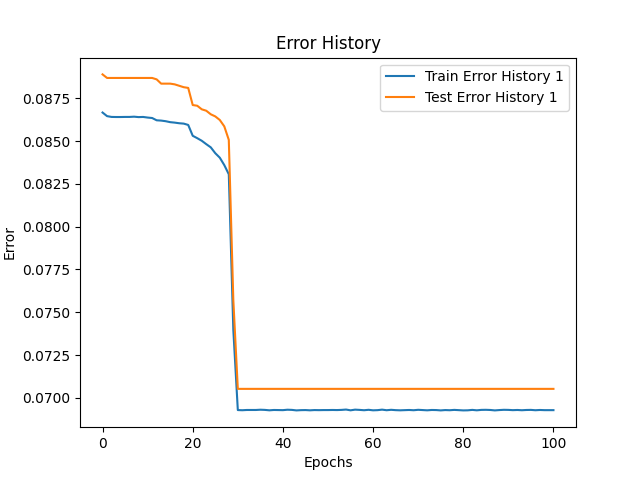 Error History
Train Error History 1
Test Error History 1
0.0875
0.0850
0.0825
0.0800
0.0775
0.0750
0.0725
0.0700
Error
0 20 40 60 80 100
Epochs